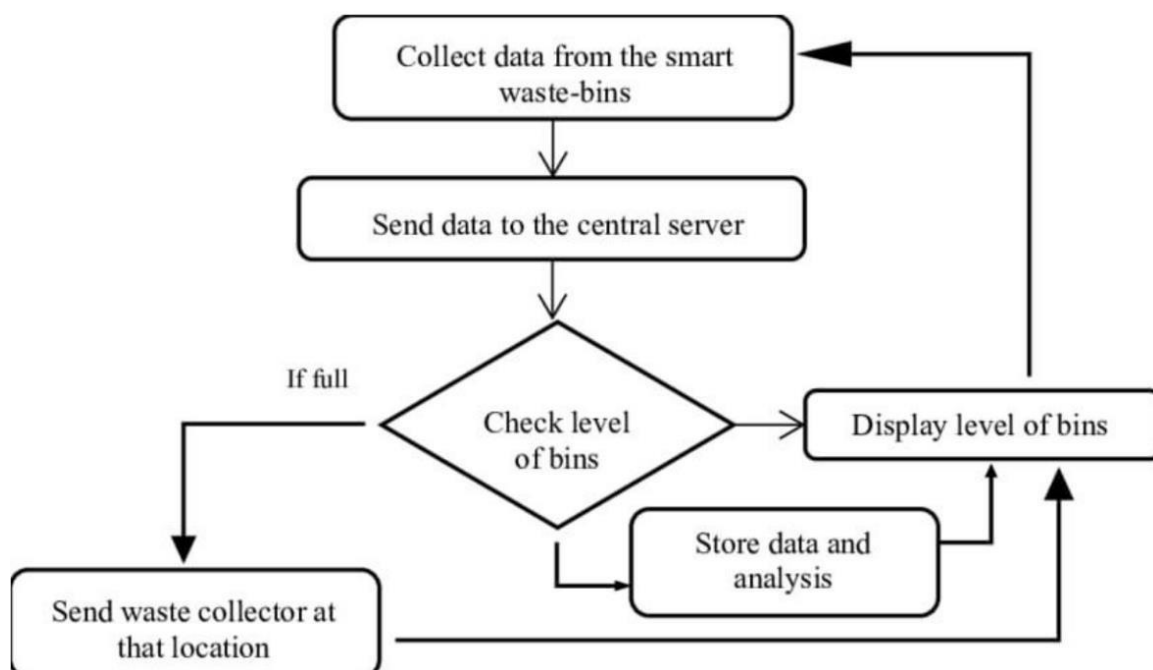 Collect data from the smart
waste-bins
Send data to the central server
If full
Check level
of bins
Display level of bins
Store data and
analysis
Send waste collector at
that location